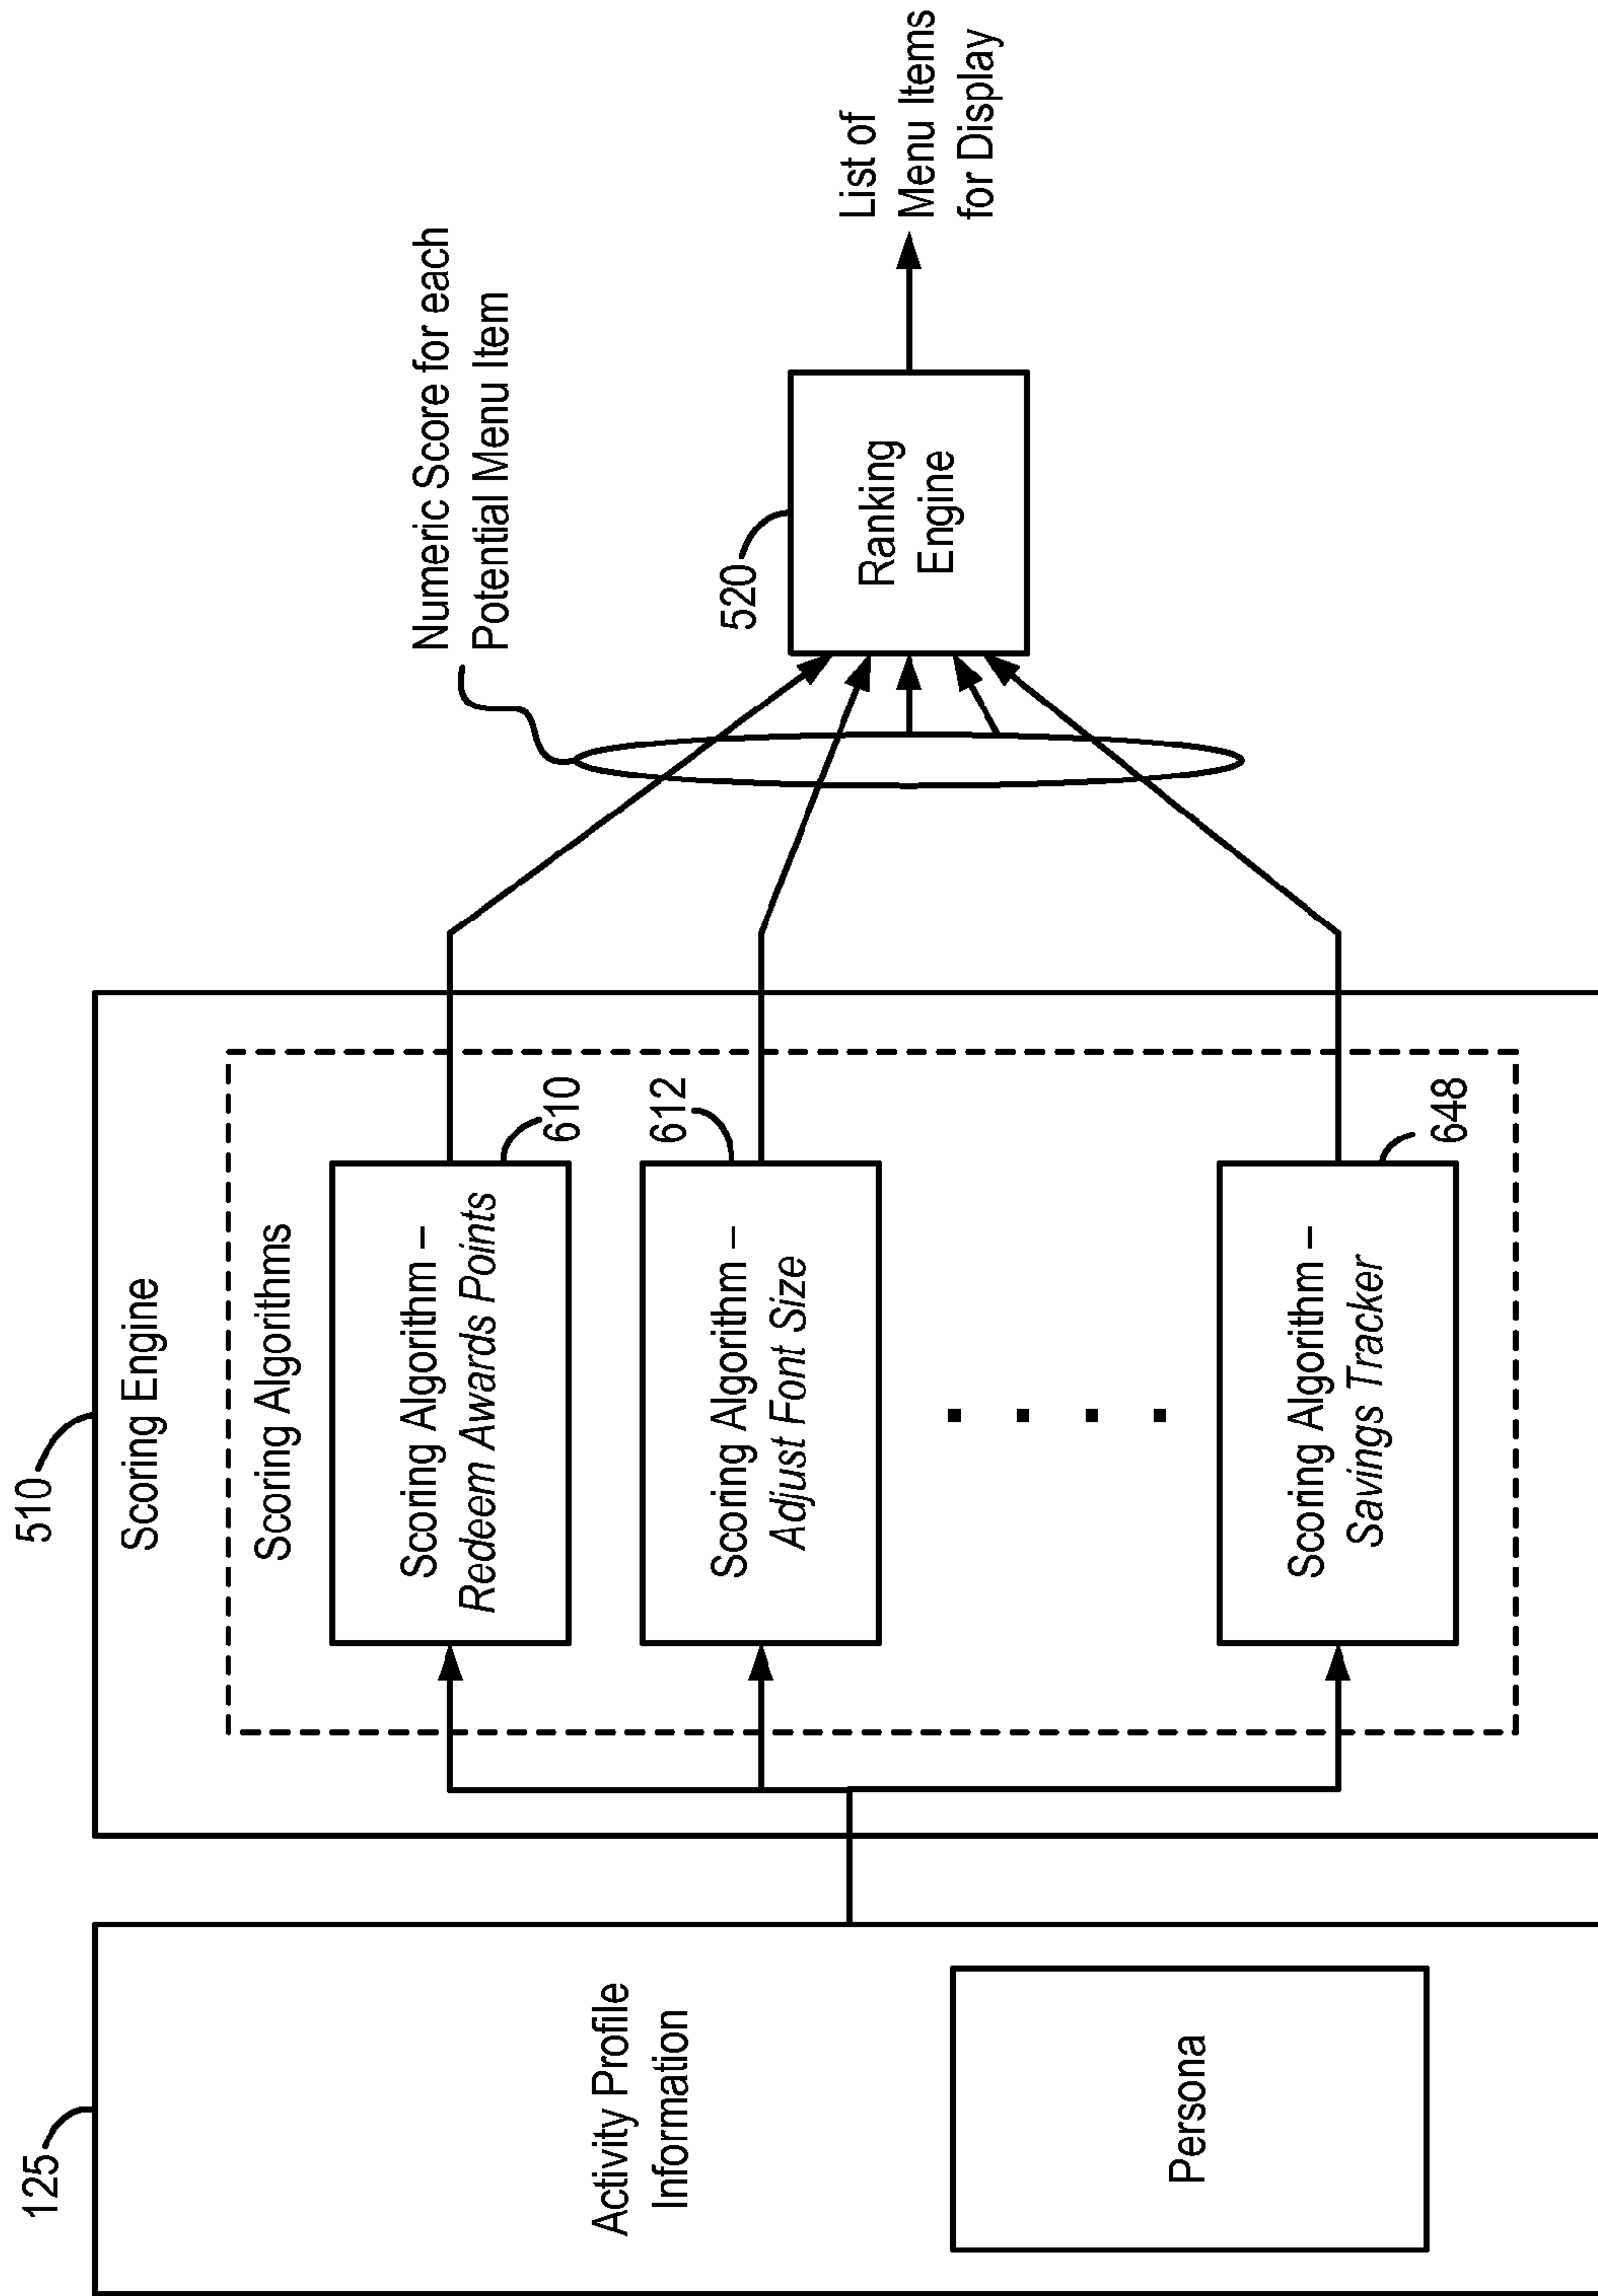 125
Activity Profile
Information
Persona
510
Scoring Engine
Scoring Algorithms
Scoring Algorithm –
Redeem Awards Points
610
Scoring Algorithm –
Adjust Font Size
612
. . . .
Scoring Algorithm –
Savings Tracker
648
Numeric Score for each
Potential Menu Item
520
Ranking
Engine
List of
Menu Items
for Display